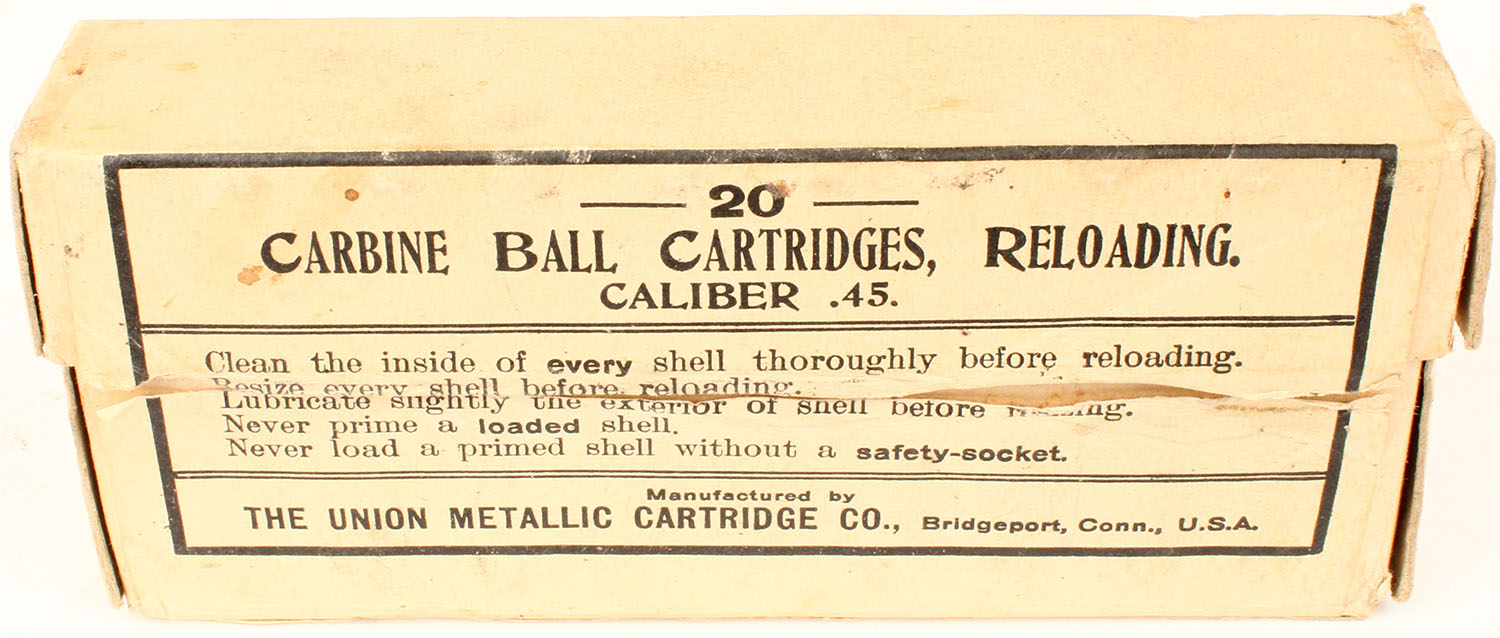 20
CARBINE BALL CARTRIDGES, RELOADING.
CALIBER .45.
Clean the inside of every shell thoroughly before reloading.
Resize every shell before reloading.
Lubricate slightly the exterior of shell before
Never prime a loaded shell.
Never load a primed shell without a safety-socket.
Manufactured by
THE UNION METALLIC CARTRIDGE CO., Bridgeport, Conn., U.S.A.